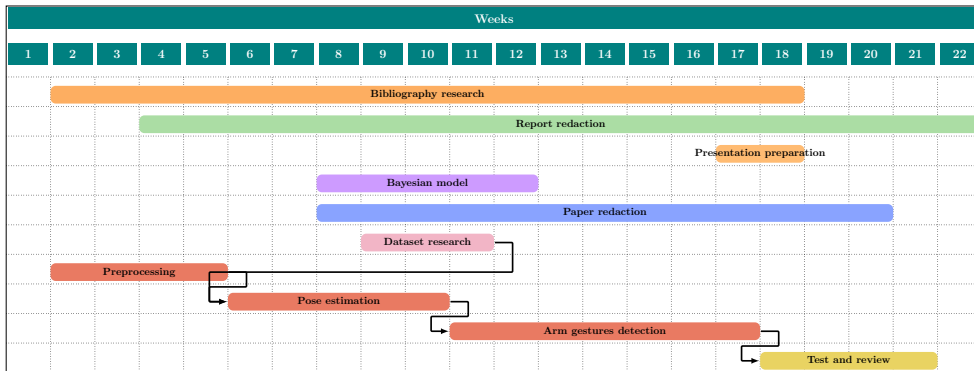 Weeks
1 2 3 4 5 6 7 8 9 10 11 12 13 14 15 16 17 18 19 20 21 22
Bibliography research
Report redaction
Presentation preparation
Bayesian model
Paper redaction
Dataset research
Preprocessing
Pose estimation
Arm gestures detection
Test and review